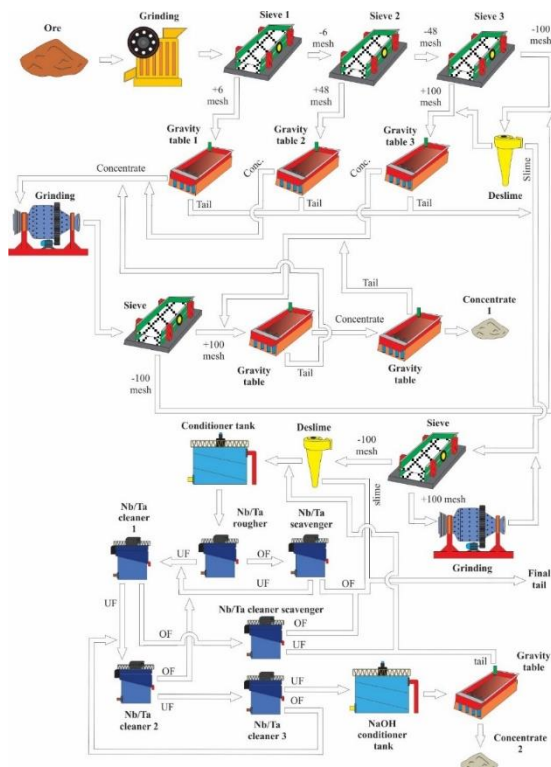 Ore
Grinding
Sieve 1
-6
mesh
Sieve 2
-48
mesh
Sieve 3
-100
mesh
+6
mesh
+48
mesh
+100
mesh
Gravity
table 1
Gravity
table 2
Gravity
table 3
Concentrate
Conc.
Conc.
Slime
Deslime
Tail
Tail
Tail
Grinding
Sieve
+100
mesh
Gravity
table
Concentrate
Tail
Tail
Gravity
table
Concentrate
1
-100
mesh
Conditioner tank
Deslime
-100
mesh
Sieve
slime
+100 mesh
Grinding
Nb/Ta
cleaner
1
Nb/Ta
rougher
Nb/Ta
scavenger
UF
OF
UF
OF
Final
tail
UF
Nb/Ta cleaner scavenger
OF
OF
UF
Nb/Ta
cleaner 2
UF
UF
OF
Nb/Ta
cleaner 3
NaOH
conditioner
tank
tail
Gravity
table
Concentrate
2